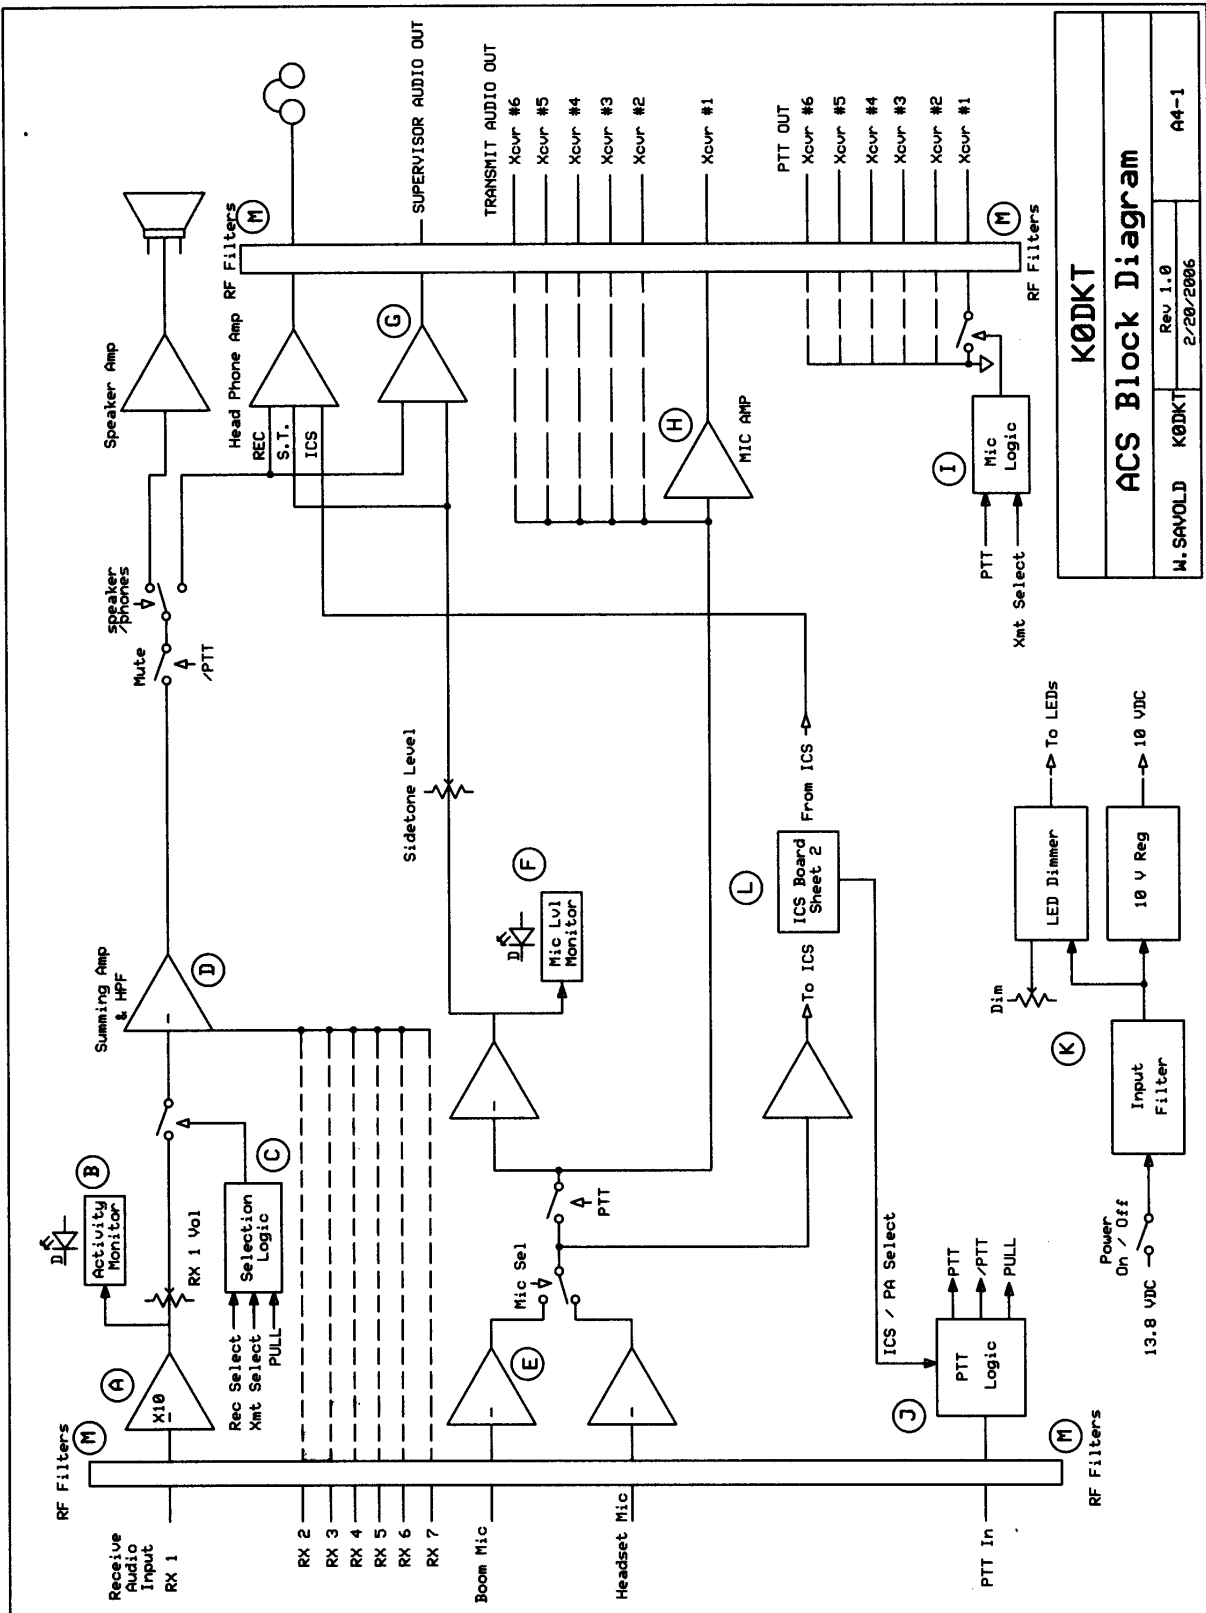 Receive
Audio
Input
RX 1
RX 2
RX 3
RX 4
RX 5
RX 6
RX 7
Boom Mic
Headset Mic
PTT In
RF Filters
M
RF Filters
M
A
X10
B
Activity
Monitor
D
RX 1 Vol
Rec Select
Xmt Select
PULL
Selection
Logic
C
Summing Amp
& HPF
D
Mute
/PTT
speaker
/phones
Speaker Amp
Head Phone Amp
REC
S.T.
ICS
RF Filters
M
SUPERVISOR AUDIO OUT
G
E
Mic Sel
PTT
F
D
Mic Lvl
Monitor
Sidetone Level
TRANSMIT AUDIO OUT
Xcvr #6
Xcvr #5
Xcvr #4
Xcvr #3
Xcvr #2
Xcvr #1
H
MIC AMP
To ICS
L
ICS Board
Sheet 2
From ICS
ICS / PA Select
J
PTT
Logic
PTT
/PTT
PULL
PTT OUT
Xcvr #6
Xcvr #5
Xcvr #4
Xcvr #3
Xcvr #2
Xcvr #1
RF Filters
M
I
Mic
Logic
PTT
Xmt Select
Power
On / Off
13.8 VDC
Input
Filter
K
Dim
LED Dimmer
To LEDs
10 V Reg
10 VDC
K0DKT
ACS Block Diagram
W.SAVOLD K0DKT
Rev 1.0
2/20/2006
A4-1